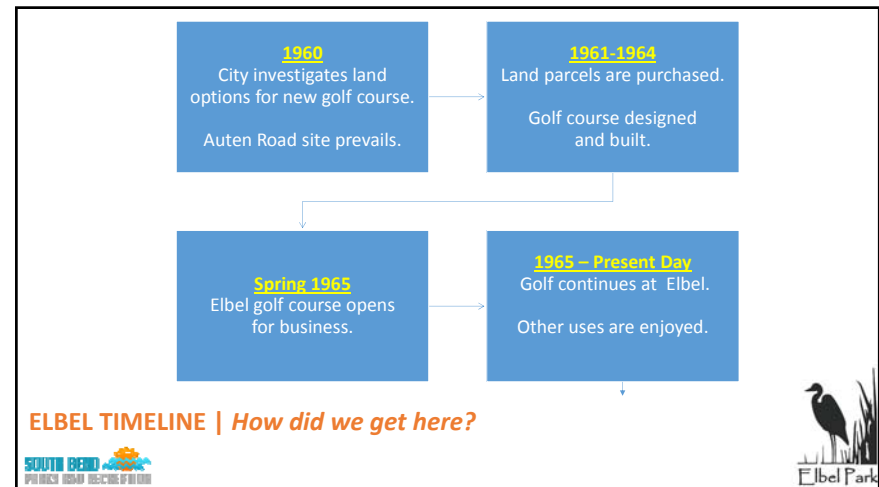 1960
City investigates land
options for new golf course.
Auten Road site prevails.
1961-1964
Land parcels are purchased.
Golf course designed
and built.
Spring 1965
Elbel golf course opens
for business.
1965 – Present Day
Golf continues at Elbel.
Other uses are enjoyed.
ELBEL TIMELINE | How did we get here?
SOUTH BEND
PARKS AND RECREATION
Elbel Park